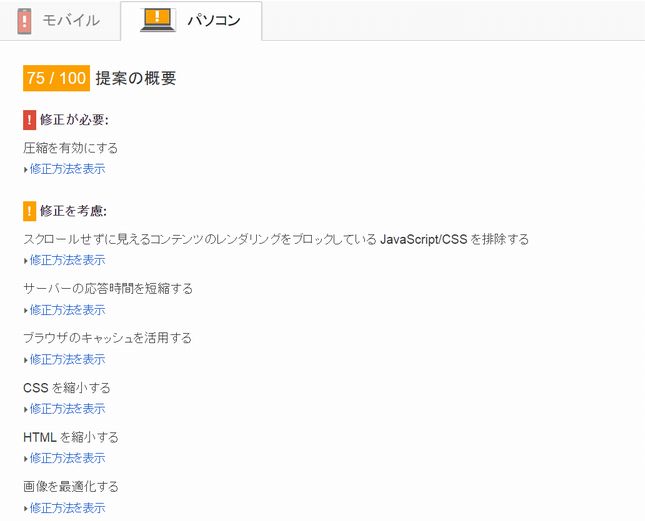 モバイル
パソコン
75 / 100 提案の概要
! 修正が必要:
圧縮を有効にする
修正方法を表示
! 修正を考慮:
スクロールせずに見えるコンテンツのレンダリングをブロックしている JavaScript/CSS を排除する
修正方法を表示
サーバーの応答時間を短縮する
修正方法を表示
ブラウザのキャッシュを活用する
修正方法を表示
CSS を縮小する
修正方法を表示
HTML を縮小する
修正方法を表示
画像を最適化する
修正方法を表示